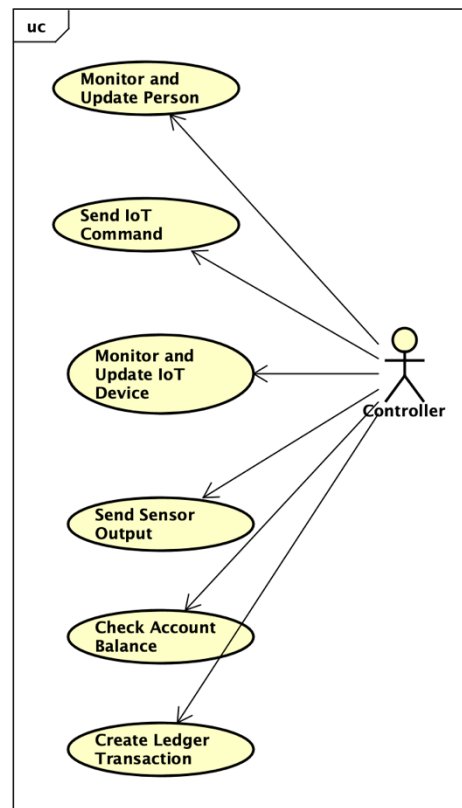 uc
Monitor and
Update Person
Send IoT
Command
Monitor and
Update IoT
Device
Controller
Send Sensor
Output
Check Account
Balance
Create Ledger
Transaction